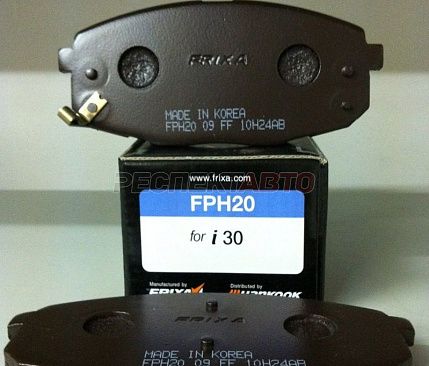 FRIXA
MADE IN KOREA
FPH20 09 FF 10H24AB
www.frixa.com
РЕСПЕКТАВТО
FPH20
for i 30
Manufactured by
Distributed by
FRIXA
HANKOOK
FRIXA
MADE IN KOREA
FPH20 09 FF 10H24AB